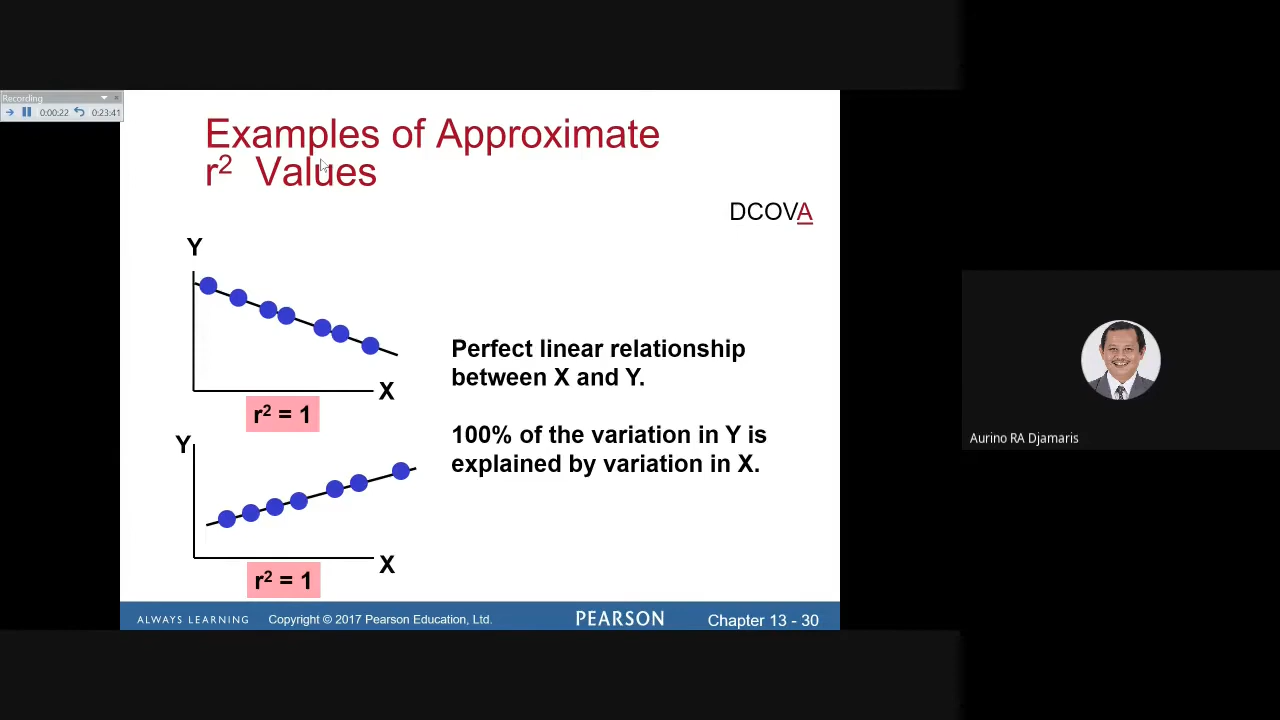 Recording
0:00:22 0:23:41
Examples of Approximate
r² Values
DCOVA
Y
X
r² = 1
Perfect linear relationship
between X and Y.
100% of the variation in Y is
explained by variation in X.
Y
X
r² = 1
Aurino RA Djamaris
ALWAYS LEARNING Copyright © 2017 Pearson Education, Ltd. PEARSON Chapter 13 - 30